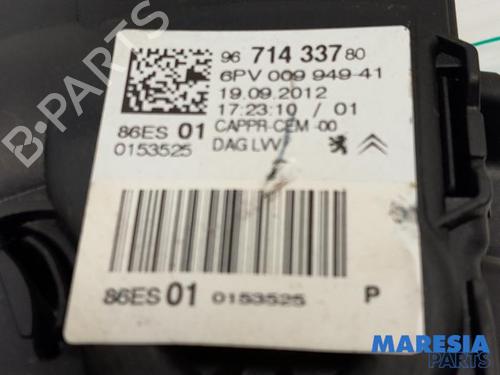 96 714 337 80
6PV 009 949-41
19.09.2012
17:23:10 / 01
86ES 01 CAPPR-CEM-00
0153525 DAG LVV
86ES 01 0153525 P
MARESIA
PARTS